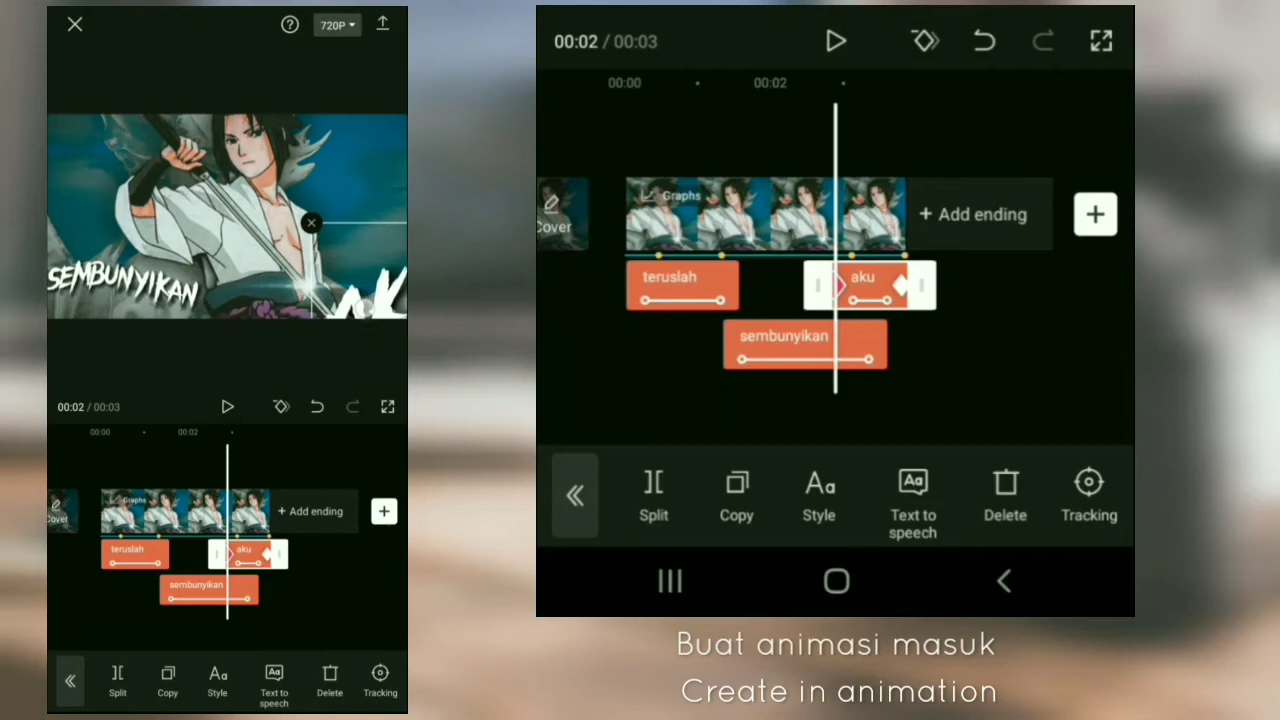 720P
SEMBUNYIKAN
AK
00:02 / 00:03
00:00
00:02
Cover
Graphs
+ Add ending
teruslah
aku
sembunyikan
Split
Copy
Style
Text to
speech
Delete
Tracking
00:02 / 00:03
00:00
00:02
Cover
Graphs
+ Add ending
teruslah
aku
sembunyikan
Split
Copy
Style
Text to
speech
Delete
Tracking
Buat animasi masuk
Create in animation